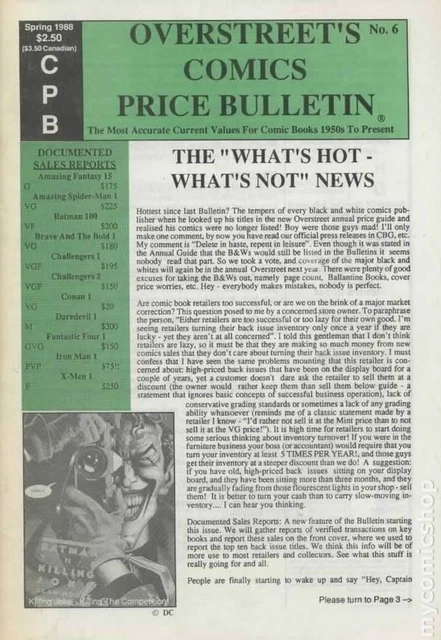 Spring 1988
$2.50
($3.50 Canadian)
C
P
B
OVERSTREET'S No. 6
COMICS
PRICE BULLETIN®
The Most Accurate Current Values For Comic Books 1950s To Present
DOCUMENTED
SALES REPORTS
Amazing Fantasy 15
G $175
Amazing Spider-Man 1
VG $225
Batman 100
VF $200
Brave And The Bold 1
VG $180
Challengers 1
VGF $195
Challengers 2
VGF $150
Conan 1
VG $20
Daredevil 1
M $300
Fantastic Four 1
GVG $150
Iron Man 1
FVF
X-Men 1
F $250
THE "WHAT'S HOT -
WHAT'S NOT" NEWS
Hottest since last Bulletin? The tempers of every black and white comics pub-
lisher when he looked up his titles in the new Overstreet annual price guide and
realised his comics were no longer listed! Boy were those guys mad! I'll only
make one comment, by now you have read our official press releases in CBG, etc.
My comment is "Delete in haste, repent in leisure". Even though it was stated in
the Annual Guide that the B&Ws would still be listed in the Bulletins it seems
nobody read that part. So we took a vote, and coverage of the major black and
whites will again be in the annual Overstreet next year. There were plenty of good
excuses for taking the B&Ws out, namely page count, Ballantine Books, cover
price worries, etc. Hey - everybody makes mistakes, nobody is perfect.
Are comic book retailers too successful, or are we on the brink of a major market
correction? This question posed to me by a concerned store owner. To paraphrase
the person, "Either retailers are too successful or too lazy for their own good. I'm
seeing retailers turning their back issue inventory only once a year if they are
lucky - yet they aren't at all concerned". I told this gentleman that I don't think
retailers are lazy, so it must be that they are making so much money from new
comics sales that they don't care about turning their back issue inventory. I must
confess that I have seen the same problems mounting that this retailer is con-
cerned about: high-priced back issues that have been on the display board for a
couple of years, yet a customer doesn't dare ask the retailer to sell them at a
discount (the owner would rather keep them than sell them below guide - a
statement that ignores basic concepts of successful business operation), lack of
conservative grading standards or sometimes a lack of any grading
ability whatsoever (reminds me of a classic statement made by a
retailer I know - "I'd rather not sell it at the Mint price than to not
sell it at the VG price!"). It is high time for retailers to start doing
some serious thinking about inventory turnover! If you were in the
furniture business your boss (or accountant) would require that you
turn your inventory at least 5 TIMES PER YEAR!, and those guys
get their inventory at a steeper discount than we do! A suggestion:
if you have old, high-priced back issues sitting on your display
board, and they have been sitting more than three months, and they
are gradually fading from those flourescent lights in your shop - sell
them! It is better to turn your cash than to carry slow-moving in-
ventory.... I can hear you thinking.
Documented Sales Reports: A new feature of the Bulletin starting
this issue. We will gather reports of verified transactions on key
books and report these sales on the front cover, where we used to
report the top ten back issue titles. We think this info will be of
more use to most retailers and collectors. See what this stuff is
really going for and all.
People are finally starting to wake up and say "Hey, Captain
Please turn to Page 3 -->
BATMAN
KILLING
Killing Joke - Killing The Competition!
© DC
mycomicshop